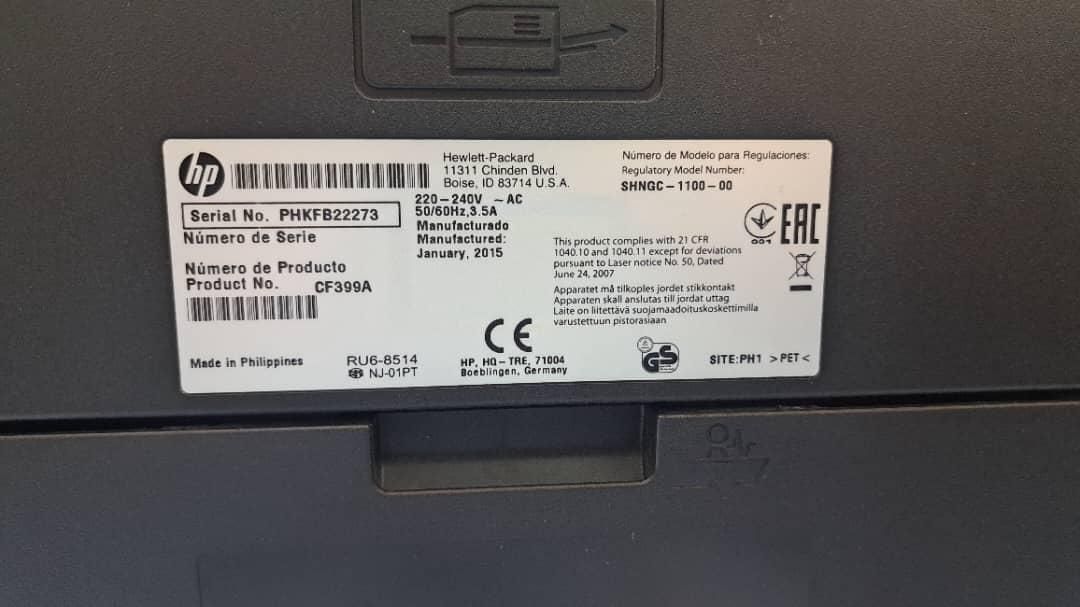 hp
Hewlett-Packard
11311 Chinden Blvd.
Boise, ID 83714 U.S.A.
Número de Modelo para Regulaciones:
Regulatory Model Number:
SHNGC-1100-00
Serial No. PHKFB22273
Número de Serie
220-240V ~ AC
50/60Hz,3.5A
Manufacturado
Manufactured:
January, 2015
001
EAC
Número de Producto
Product No. CF399A
This product complies with 21 CFR
1040.10 and 1040.11 except for deviations
pursuant to Laser notice No. 50, Dated
June 24, 2007
Apparatet må tilkoples jordet stikkontakt
Apparaten skall anslutas till jordat uttag
Laite on liitettävä suojamaadoituskoskettimilla
varustettuun pistorasiaan
CE
Made in Philippines
RU6-8514
NJ-01PT
HP, HQ-TRE, 71004
Boeblingen, Germany
GS
SITE:PH1 >PET<